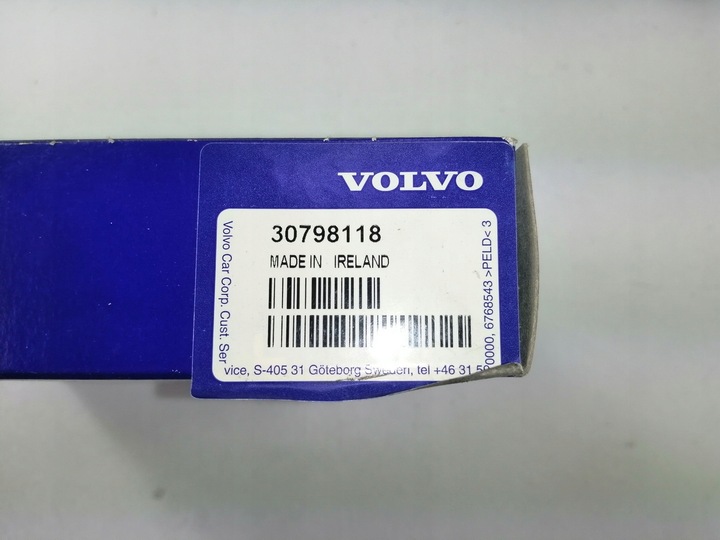 VOLVO
30798118
MADE IN IRELAND
Volvo Car Corp. Cust. Ser
vice, S-405 31 Göteborg Sweden, tel +46 31
0000, 6768543 >PELD< 3